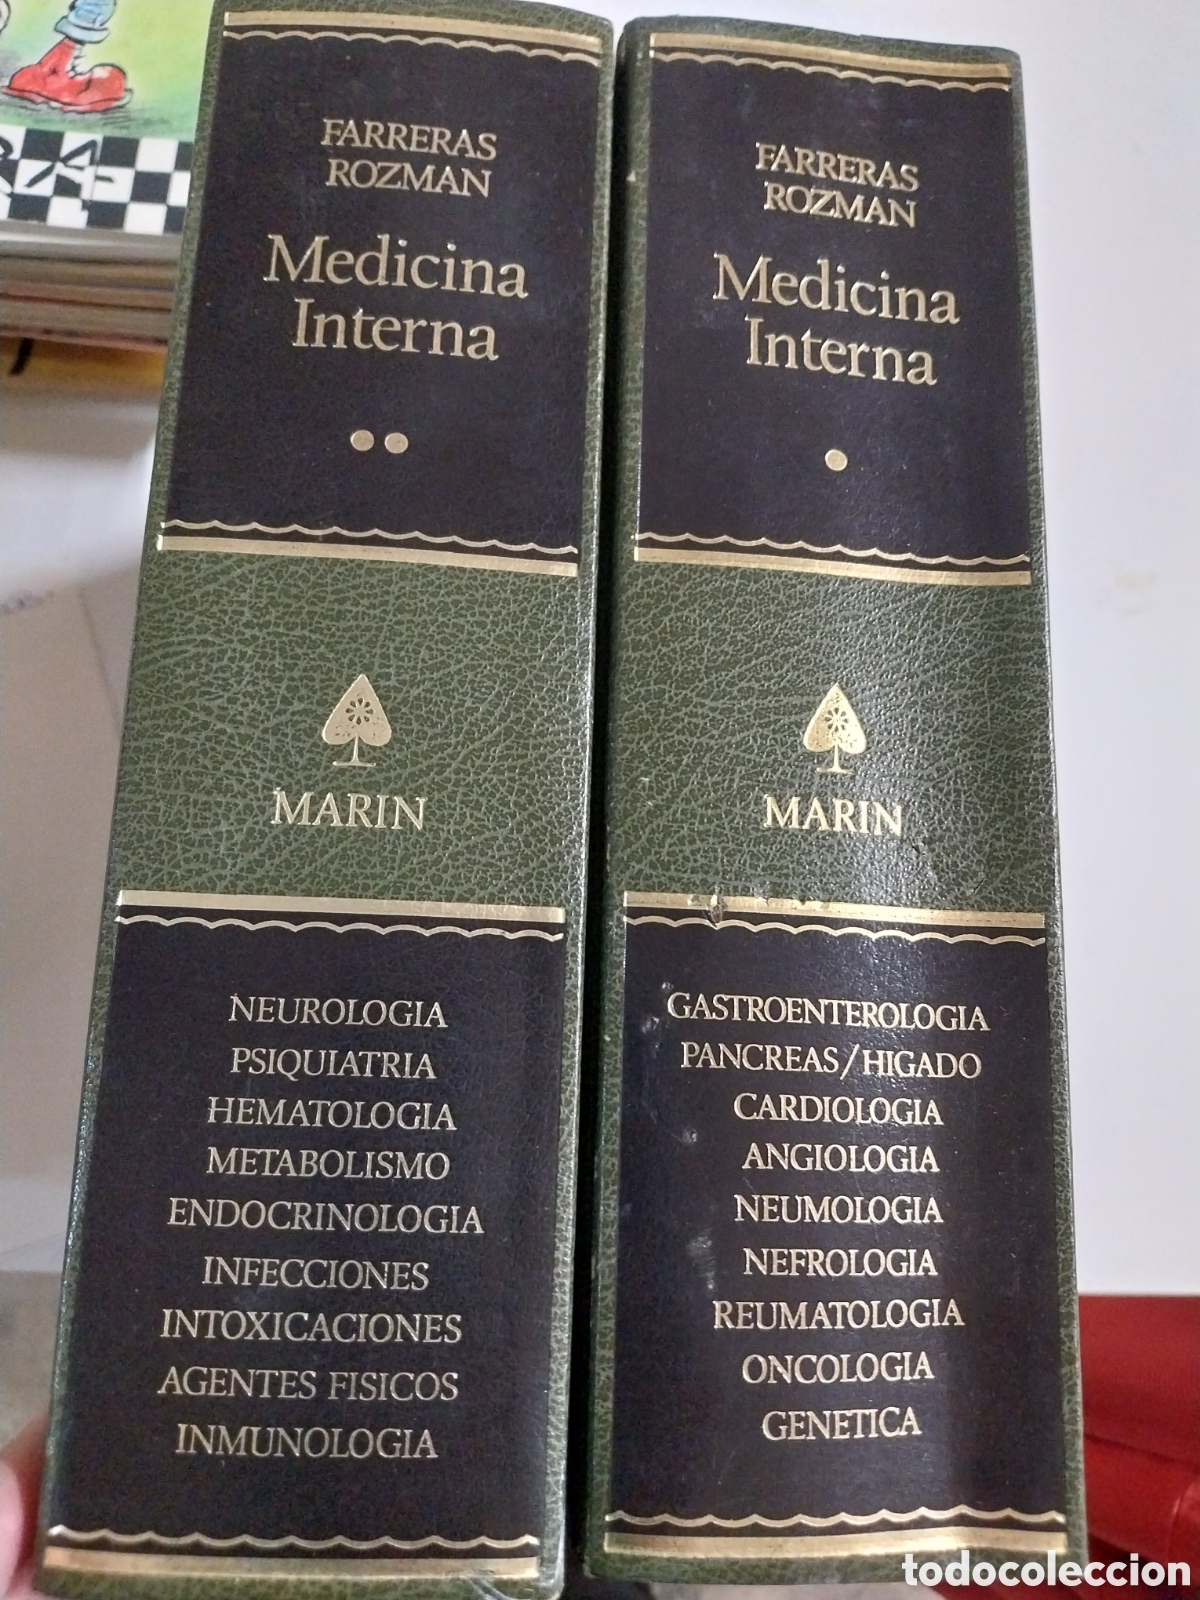 FARRERAS
ROZMAN
Medicina
Interna
MARIN
NEUROLOGIA
PSIQUIATRIA
HEMATOLOGIA
METABOLISMO
ENDOCRINOLOGIA
INFECCIONES
INTOXICACIONES
AGENTES FISICOS
INMUNOLOGIA
FARRERAS
ROZMAN
Medicina
Interna
MARIN
GASTROENTEROLOGIA
PANCREAS/HIGADO
CARDIOLOGIA
ANGIOLOGIA
NEUMOLOGIA
NEFROLOGIA
REUMATOLOGIA
ONCOLOGIA
GENETICA
todocoleccion